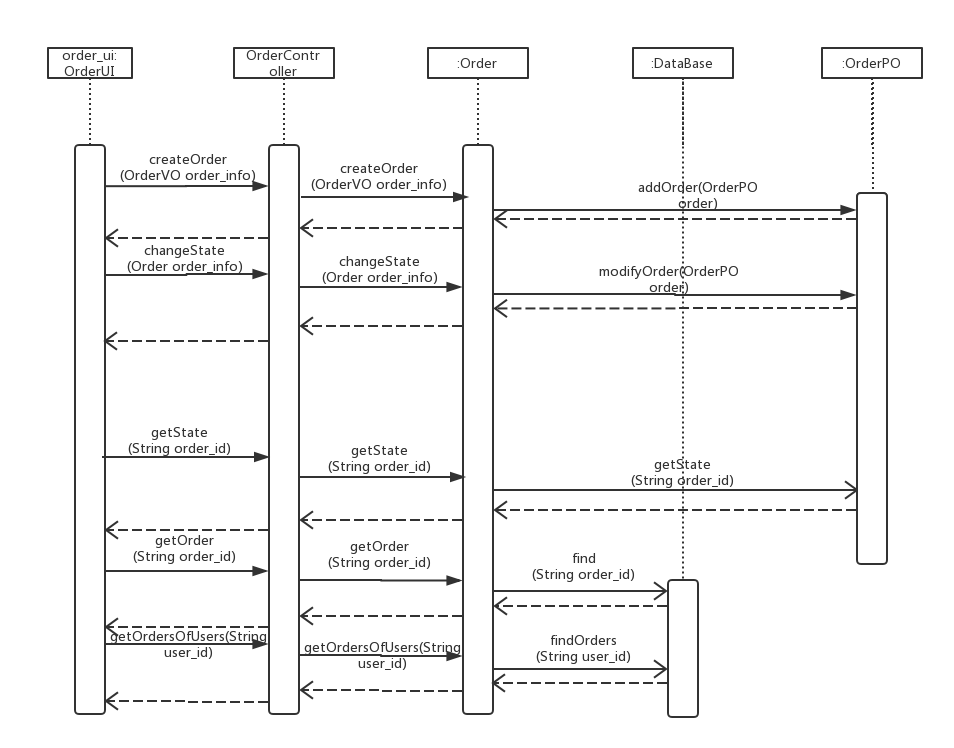 order_ui:
OrderUI
OrderContr
oller
:Order
:DataBase
:OrderPO
createOrder
(OrderVO order_info)
createOrder
(OrderVO order_info)
addOrder(OrderPO
order)
changeState
(Order order_info)
changeState
(Order order_info)
modifyOrder(OrderPO
order)
getState
(String order_id)
getState
(String order_id)
getState
(String order_id)
getOrder
(String order_id)
getOrder
(String order_id)
find
(String order_id)
getOrdersOfUsers(String
user_id)
getOrdersOfUsers(String
user_id)
findOrders
(String user_id)